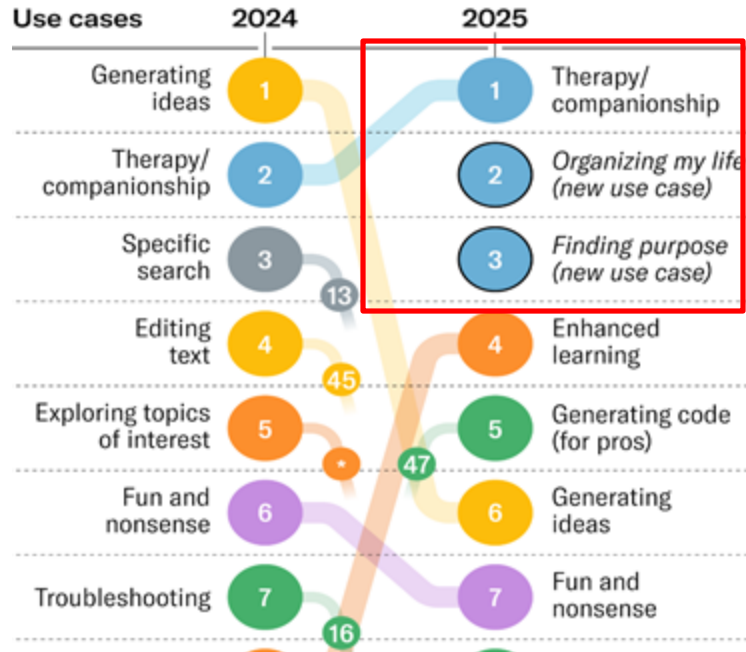 Use cases 2024 2025
Generating
ideas
1
1
Therapy/
companionship
Therapy/
companionship
2
2
Organizing my life
(new use case)
Specific
search
3
13
3
Finding purpose
(new use case)
Editing
text
4
45
4
Enhanced
learning
Exploring topics
of interest
5
*
47
5
Generating code
(for pros)
Fun and
nonsense
6
6
Generating
ideas
Troubleshooting
7
16
7
Fun and
nonsense